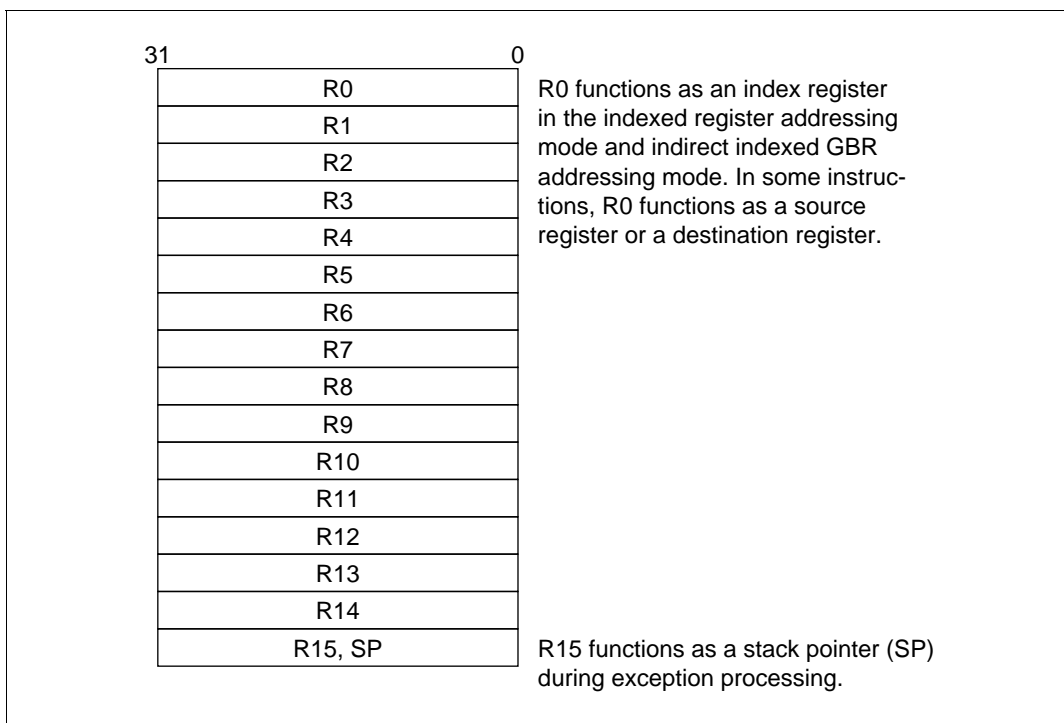 31 0
R0
R0 functions as an index register
in the indexed register addressing
mode and indirect indexed GBR
addressing mode. In some instruc-
tions, R0 functions as a source
register or a destination register.
R1
R2
R3
R4
R5
R6
R7
R8
R9
R10
R11
R12
R13
R14
R15, SP
R15 functions as a stack pointer (SP)
during exception processing.